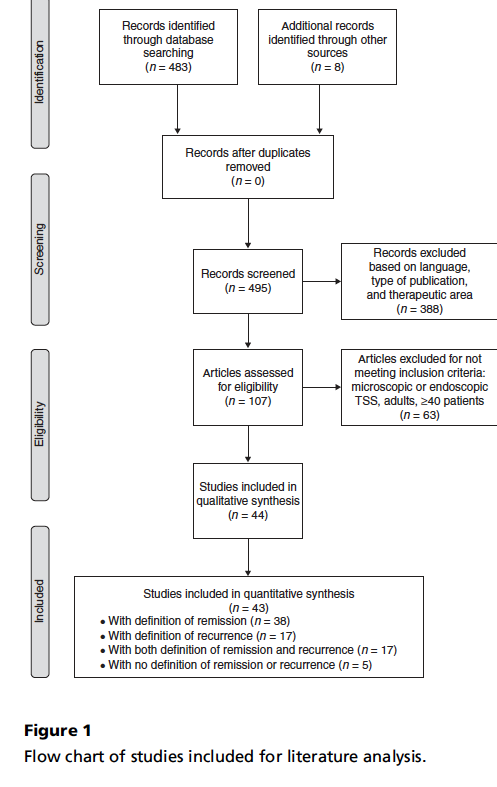 Identification
Records identified
through database
searching
(n = 483)
Additional records
identified through other
sources
(n = 8)
Records after duplicates
removed
(n = 0)
Screening
Records screened
(n = 495)
Records excluded
based on language,
type of publication,
and therapeutic area
(n = 388)
Eligibility
Articles assessed
for eligibility
(n = 107)
Articles excluded for not
meeting inclusion criteria:
microscopic or endoscopic
TSS, adults, ≥40 patients
(n = 63)
Studies included in
qualitative synthesis
(n = 44)
Included
Studies included in quantitative synthesis
(n = 43)
• With definition of remission (n = 38)
• With definition of recurrence (n = 17)
• With both definition of remission and recurrence (n = 17)
• With no definition of remission or recurrence (n = 5)
Figure 1
Flow chart of studies included for literature analysis.